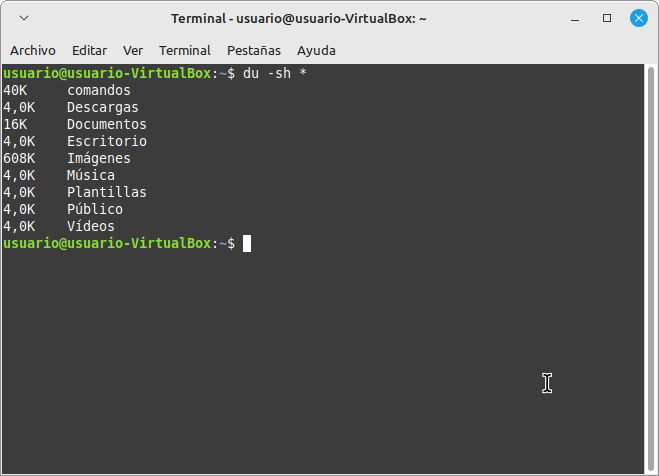 Terminal - usuario@usuario-VirtualBox: ~
Archivo Editar Ver Terminal Pestañas Ayuda
usuario@usuario-VirtualBox:~$ du -sh *
40K comandos
4,0K Descargas
16K Documentos
4,0K Escritorio
608K Imágenes
4,0K Música
4,0K Plantillas
4,0K Público
4,0K Vídeos
usuario@usuario-VirtualBox:~$